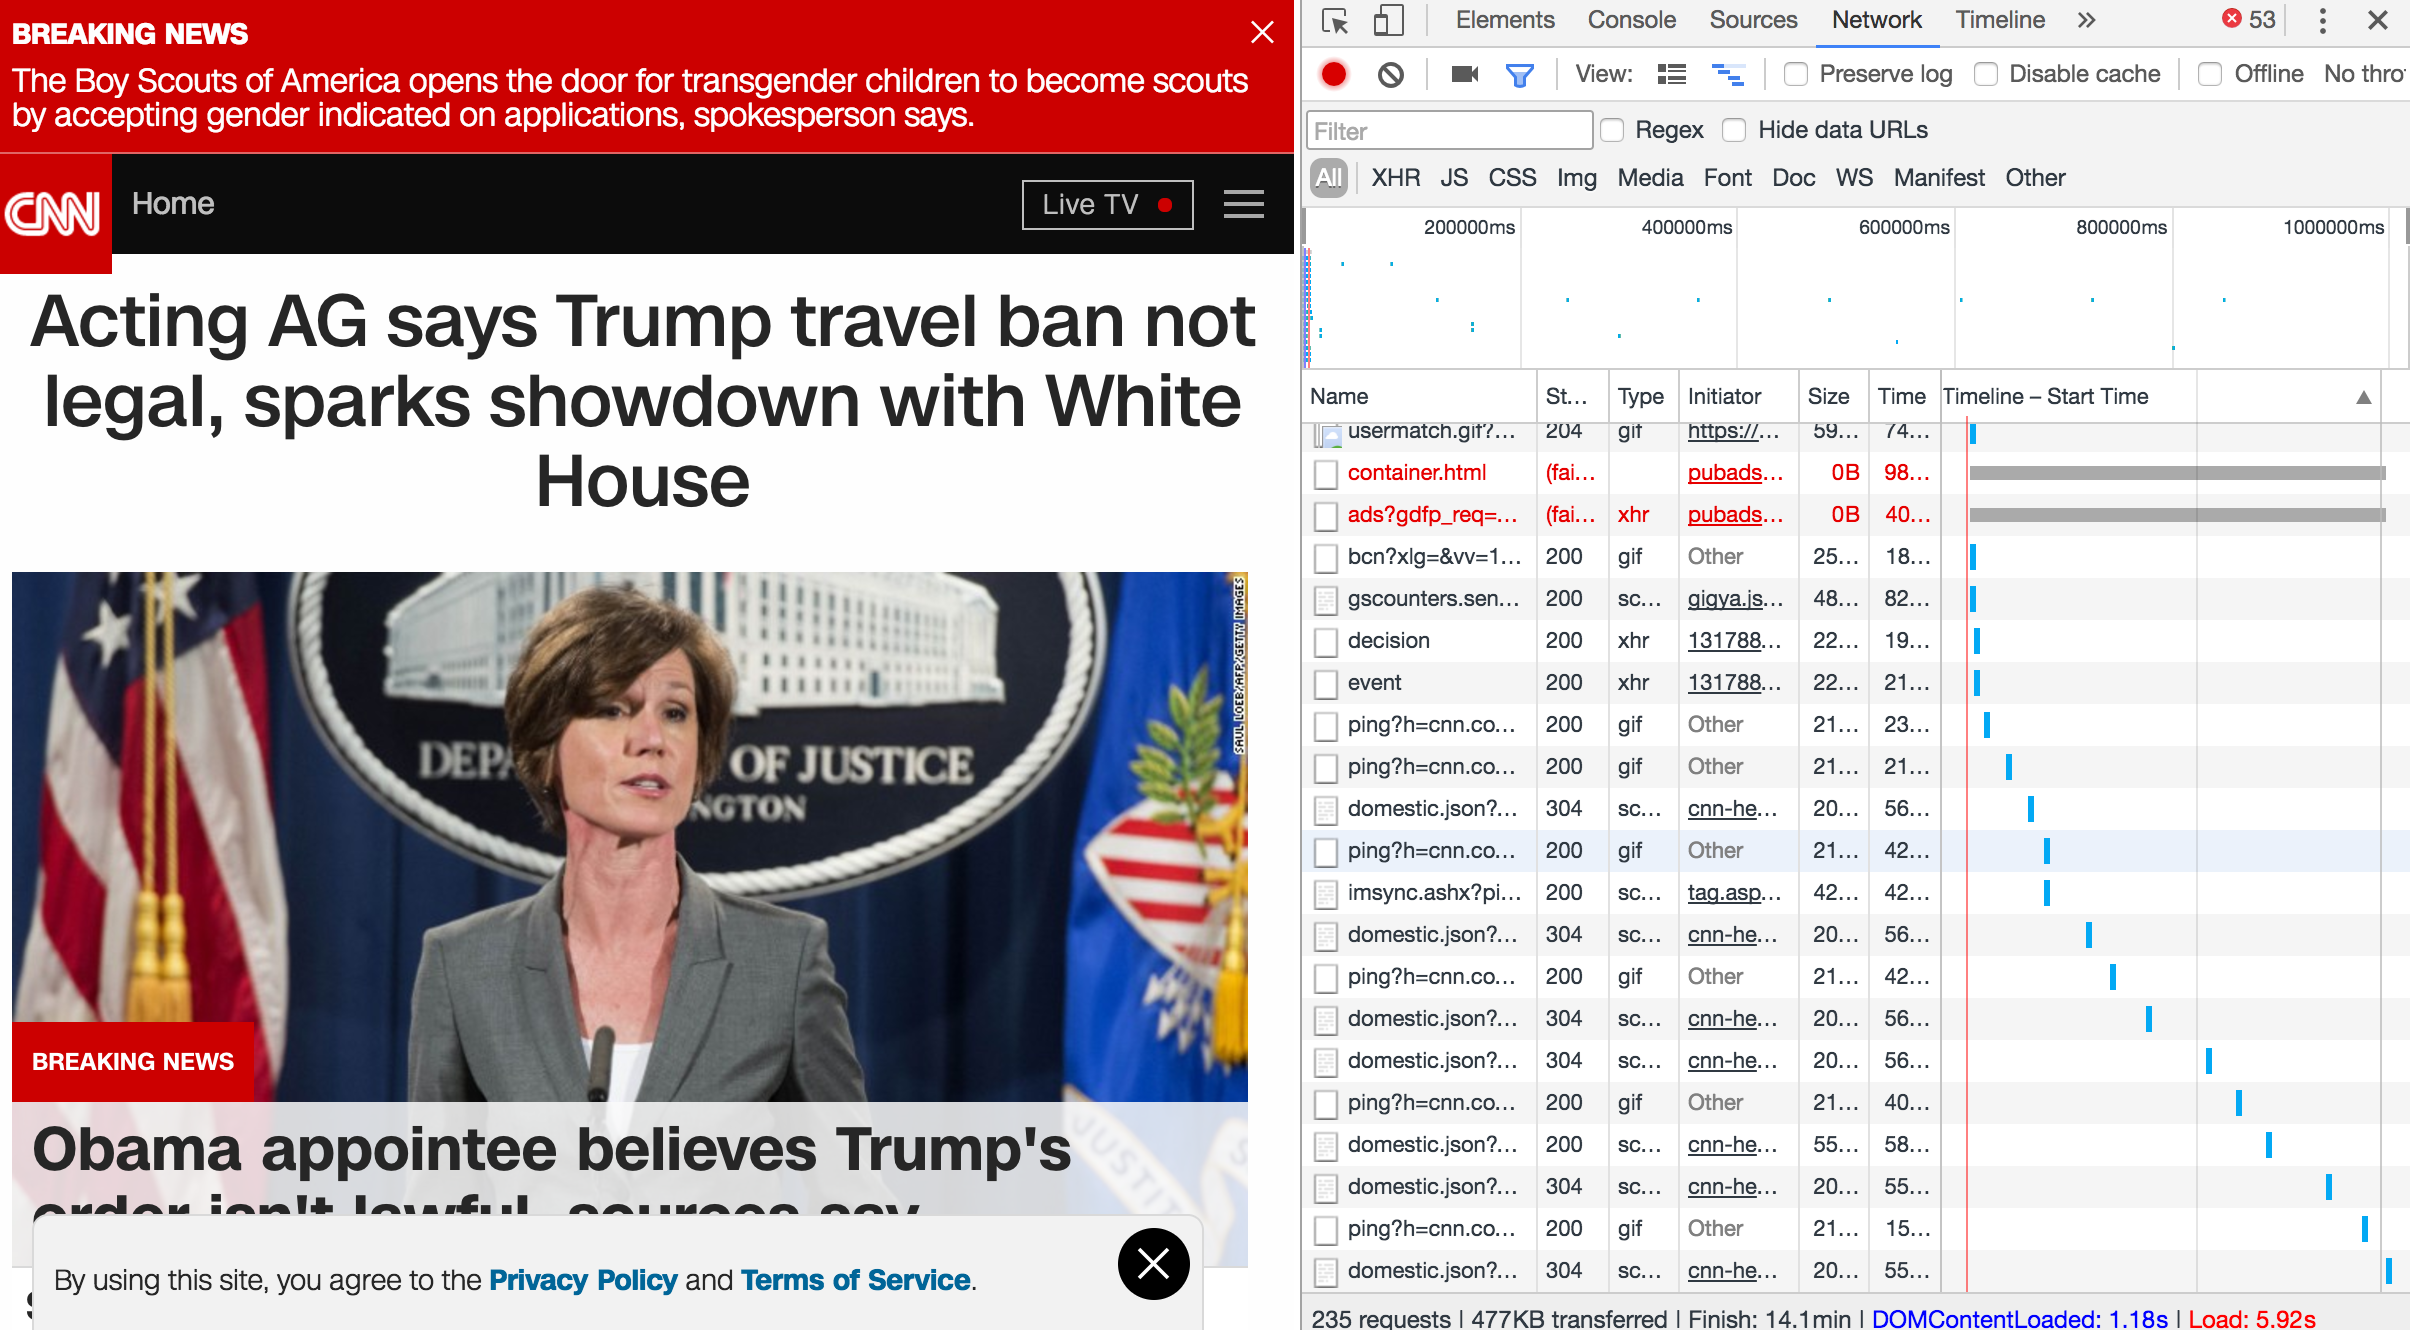 BREAKING NEWS
The Boy Scouts of America opens the door for transgender children to become scouts
by accepting gender indicated on applications, spokesperson says.
CNN
Home
Live TV
Acting AG says Trump travel ban not
legal, sparks showdown with White
House
SAUL LOEB/AFP/GETTY IMAGES
OF JUSTICE
BREAKING NEWS
Obama appointee believes Trump's
order isn't lawful, sources say
By using this site, you agree to the Privacy Policy and Terms of Service.
Elements Console Sources Network Timeline » 53
View: Preserve log Disable cache Offline No thro
Filter Regex Hide data URLs
All XHR JS CSS Img Media Font Doc WS Manifest Other
200000ms 400000ms 600000ms 800000ms 1000000ms
Name St... Type Initiator Size Time Timeline – Start Time
usermatch.gif?... 204 gif https://... 59... 74...
container.html (fai... pubads... 0B 98...
ads?gdfp_req=... (fai... xhr pubads... 0B 40...
bcn?xlg=&vv=1... 200 gif Other 25... 18...
gscounters.sen... 200 sc... gigya.js... 48... 82...
decision 200 xhr 131788... 22... 19...
event 200 xhr 131788... 22... 21...
ping?h=cnn.co... 200 gif Other 21... 23...
ping?h=cnn.co... 200 gif Other 21... 21...
domestic.json?... 304 sc... cnn-he... 20... 56...
ping?h=cnn.co... 200 gif Other 21... 42...
imsync.ashx?pi... 200 sc... tag.asp... 42... 42...
domestic.json?... 304 sc... cnn-he... 20... 56...
ping?h=cnn.co... 200 gif Other 21... 42...
domestic.json?... 304 sc... cnn-he... 20... 56...
domestic.json?... 304 sc... cnn-he... 20... 56...
ping?h=cnn.co... 200 gif Other 21... 40...
domestic.json?... 200 sc... cnn-he... 55... 58...
domestic.json?... 304 sc... cnn-he... 20... 55...
ping?h=cnn.co... 200 gif Other 21... 15...
domestic.json?... 304 sc... cnn-he... 20... 55...
235 requests | 477KB transferred | Finish: 14.1min | DOMContentLoaded: 1.18s | Load: 5.92s